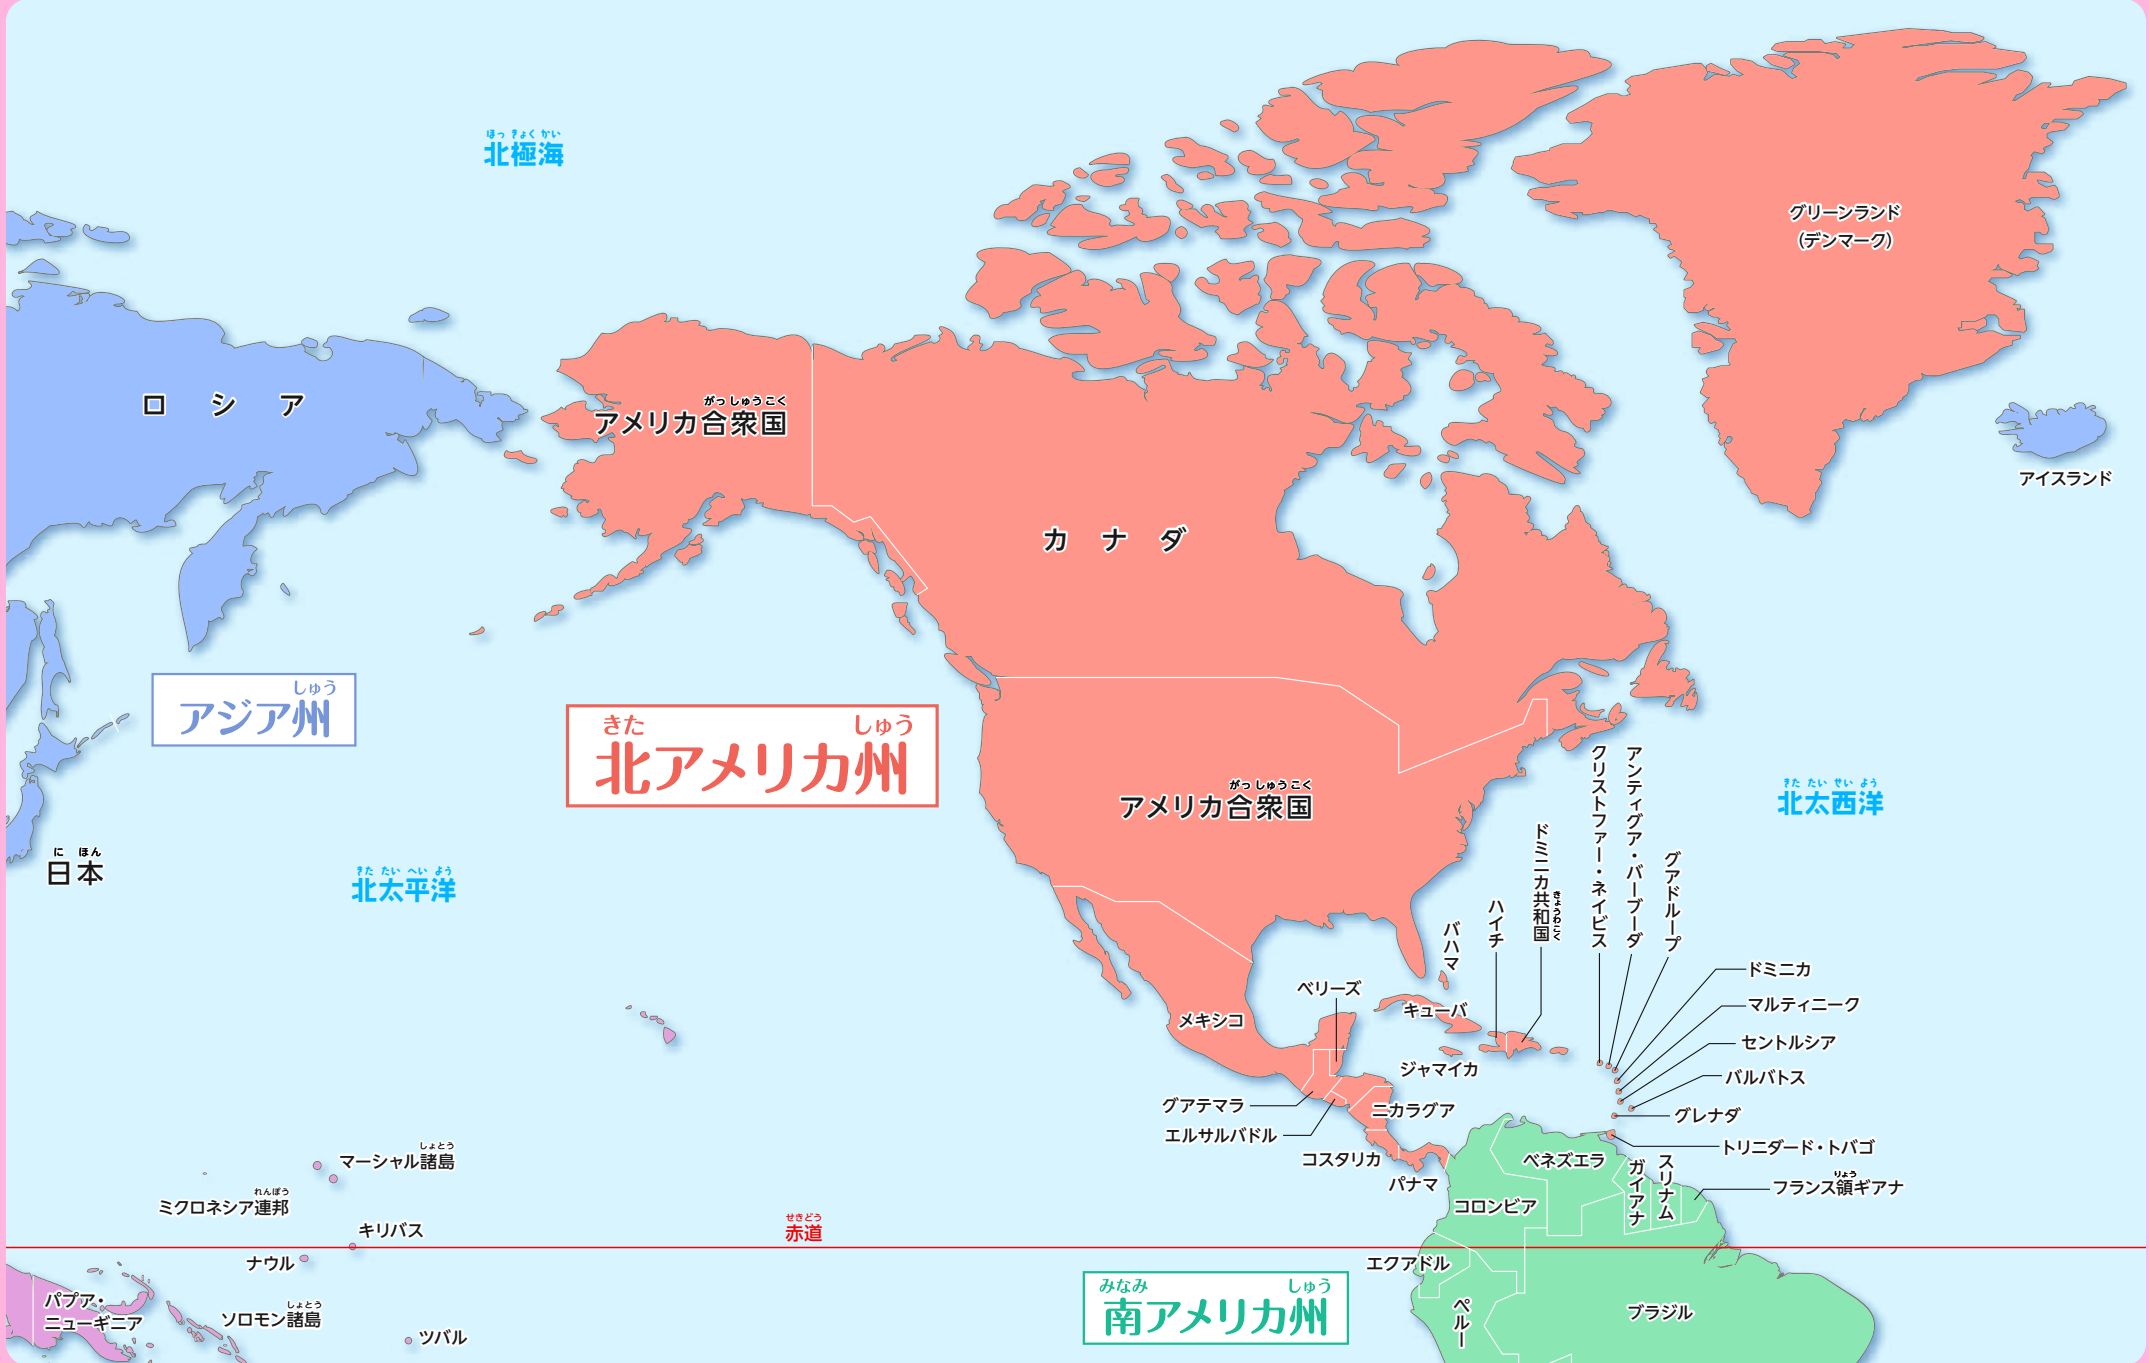 ほっきょくかい
北極海
グリーンランド
(デンマーク)
ロシア
がっしゅうこく
アメリカ合衆国
アイスランド
カナダ
しゅう
アジア州
きた しゅう
北アメリカ州
がっしゅうこく
アメリカ合衆国
きた たい せい よう
北太西洋
にほん
日本
きた たい へい よう
北太平洋
クリストファー・ネイビス
アンティグア・バーブーダ
グアドループ
ドミニカ共和国
きょうわこく
ハイチ
バハマ
ドミニカ
マルティニーク
セントルシア
バルバトス
グレナダ
トリニダード・トバゴ
ベリーズ
キューバ
メキシコ
ジャマイカ
グアテマラ
ニカラグア
エルサルバドル
コスタリカ
パナマ
ベネズエラ
ガイアナ
スリナム
りょう
フランス領ギアナ
コロンビア
しょとう
マーシャル諸島
れんぽう
ミクロネシア連邦
キリバス
せきどう
赤道
ナウル
エクアドル
パプア・
ニューギニア
しょとう
ソロモン諸島
ツバル
みなみ しゅう
南アメリカ州
ペルー
ブラジル